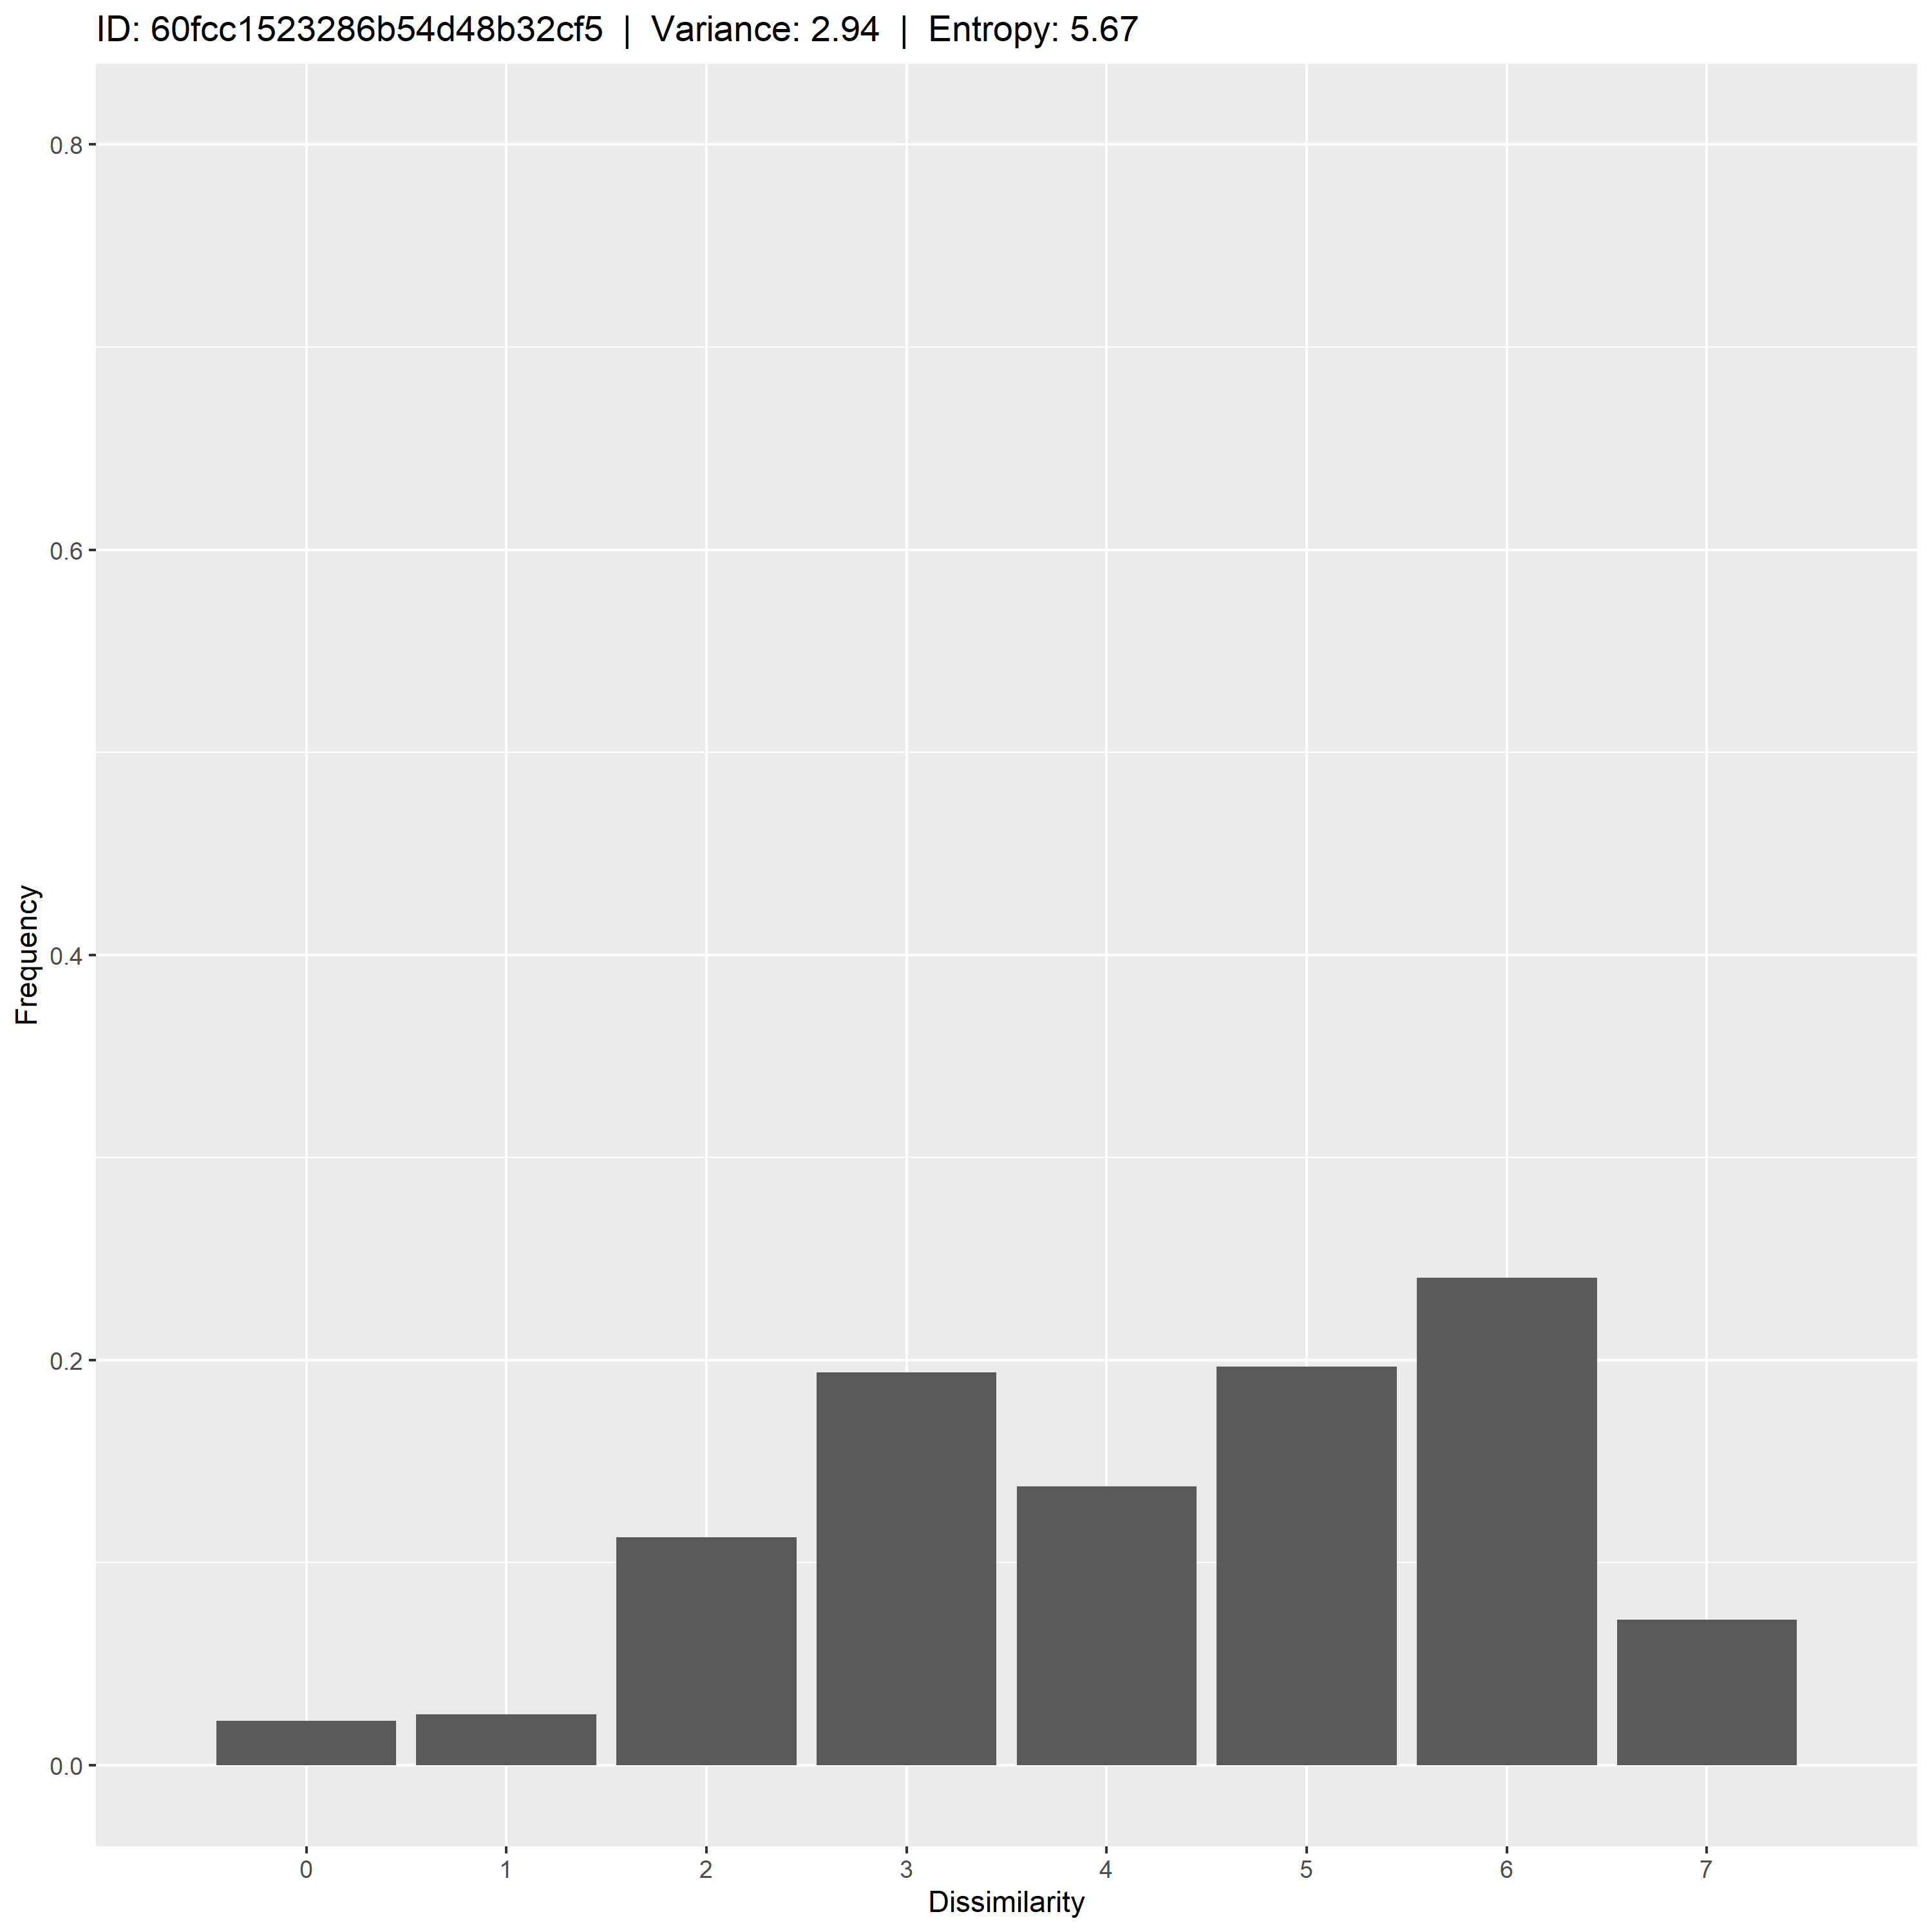 ID: 60fcc1523286b54d48b32cf5 | Variance: 2.94 | Entropy: 5.67
0.8
0.6
0.4
0.2
0.0
Frequency
0 1 2 3 4 5 6 7
Dissimilarity